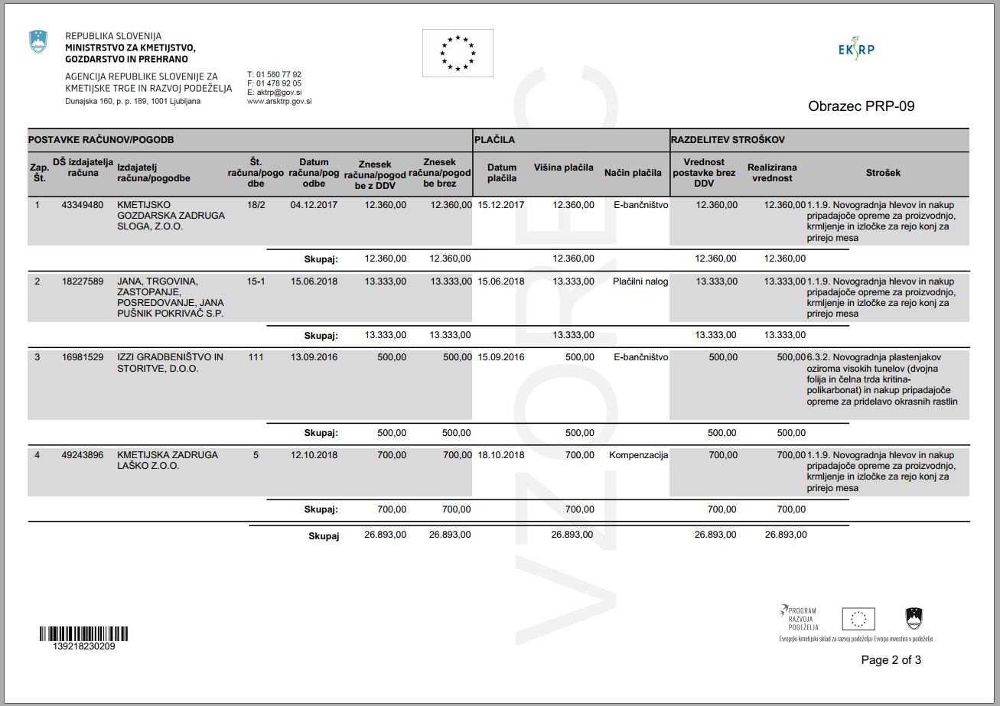 REPUBLIKA SLOVENIJA
MINISTRSTVO ZA KMETIJSTVO,
GOZDARSTVO IN PREHRANO
AGENCIJA REPUBLIKE SLOVENIJE ZA
KMETIJSKE TRGE IN RAZVOJ PODEŽELJA
Dunajska 160, p. p. 189, 1001 Ljubljana
T: 01 580 77 92
F: 01 478 92 05
E: aktrp@gov.si
www.arsktrp.gov.si
EKSRP
Obrazec PRP-09
VZOREC
POSTAVKE RAČUNOV/POGODB PLAČILA RAZDELITEV STROŠKOV
Zap. Št.
DŠ izdajatelja računa
Izdajatelj računa/pogodbe
Št. računa/pogo dbe
Datum računa/pog odbe
Znesek računa/pogod be z DDV
Znesek računa/pogod be brez
Datum plačila
Višina plačila
Način plačila
Vrednost postavke brez DDV
Realizirana vrednost
Strošek
1 43349480 KMETIJSKO 18/2 04.12.2017 12.360,00 12.360,00 15.12.2017 12.360,00 E-bančništvo 12.360,00 12.360,00 1.1.9. Novogradnja hlevov in nakup
GOZDARSKA ZADRUGA pripadajoče opreme za proizvodnjo,
SLOGA, Z.O.O. krmljenje in izločke za rejo konj za
prirejo mesa
Skupaj: 12.360,00 12.360,00 12.360,00 12.360,00 12.360,00
2 18227589 JANA, TRGOVINA, 15-1 15.06.2018 13.333,00 13.333,00 15.06.2018 13.333,00 Plačilni nalog 13.333,00 13.333,00 1.1.9. Novogradnja hlevov in nakup
ZASTOPANJE, pripadajoče opreme za proizvodnjo,
POSREDOVANJE, JANA krmljenje in izločke za rejo konj za
PUŠNIK POKRIVAČ S.P. prirejo mesa
Skupaj: 13.333,00 13.333,00 13.333,00 13.333,00 13.333,00
3 16981529 IZZI GRADBENIŠTVO IN 111 13.09.2016 500,00 500,00 15.09.2016 500,00 E-bančništvo 500,00 500,00 6.3.2. Novogradnja plastenjakov
STORITVE, D.O.O. oziroma visokih tunelov (dvojna
folija in čelna trda kritina-
polikarbonat) in nakup pripadajoče
opreme za pridelavo okrasnih rastlin
Skupaj: 500,00 500,00 500,00 500,00 500,00
4 49243896 KMETIJSKA ZADRUGA 5 12.10.2018 700,00 700,00 18.10.2018 700,00 Kompenzacija 700,00 700,00 1.1.9. Novogradnja hlevov in nakup
LAŠKO Z.O.O. pripadajoče opreme za proizvodnjo,
krmljenje in izločke za rejo konj za
prirejo mesa
Skupaj: 700,00 700,00 700,00 700,00 700,00
Skupaj 26.893,00 26.893,00 26.893,00 26.893,00 26.893,00
139218230209
PROGRAM
RAZVOJA
PODEŽELJA
Evropski kmetijski sklad za razvoj podeželja: Evropa investira v podeželje
Page 2 of 3